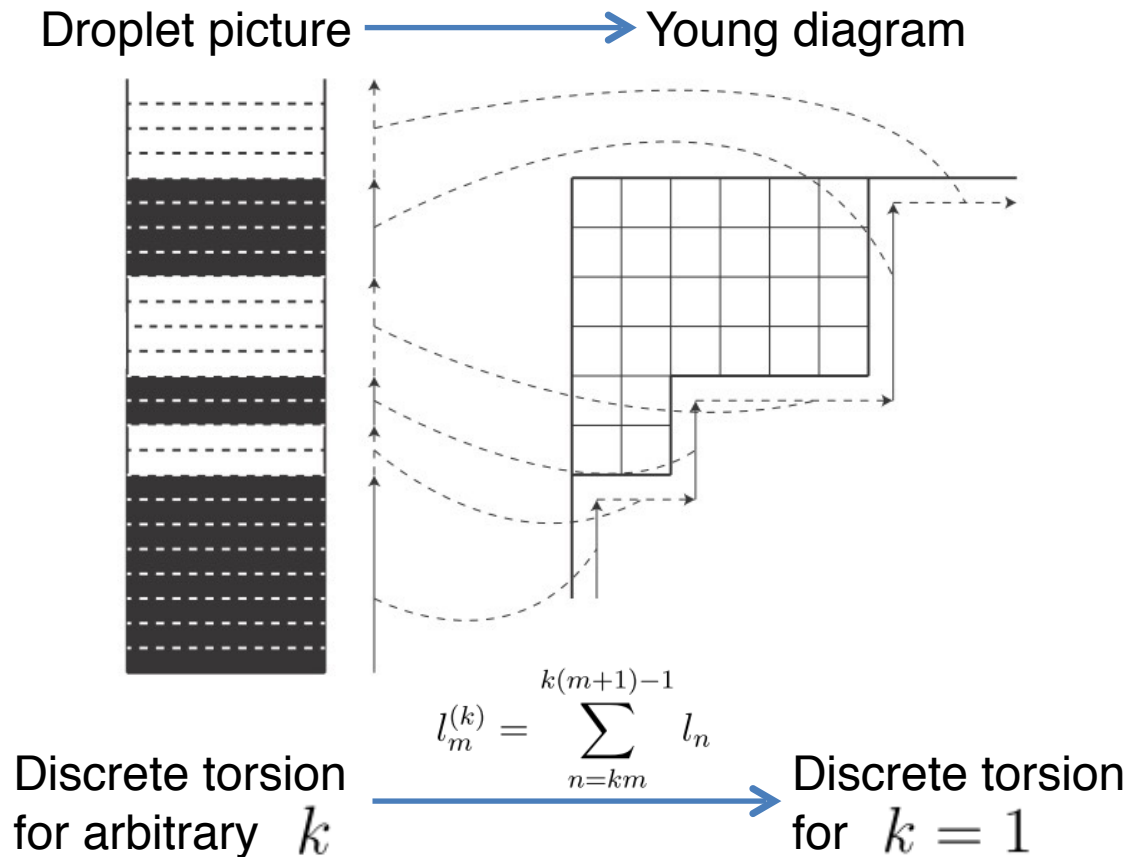 Droplet picture → Young diagram
l_m^{(k)} = \sum_{n=km}^{k(m+1)-1} l_n
Discrete torsion
for arbitrary k
Discrete torsion
for k = 1